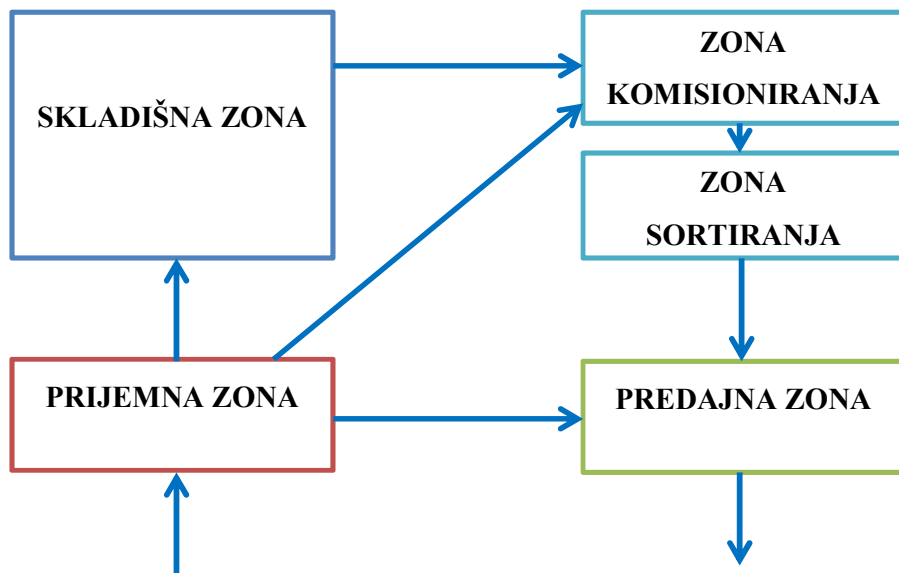 SKLADIŠNA ZONA
ZONA
KOMISIONIRANJA
ZONA
SORTIRANJA
PRIJEMNA ZONA
PREDAJNA ZONA